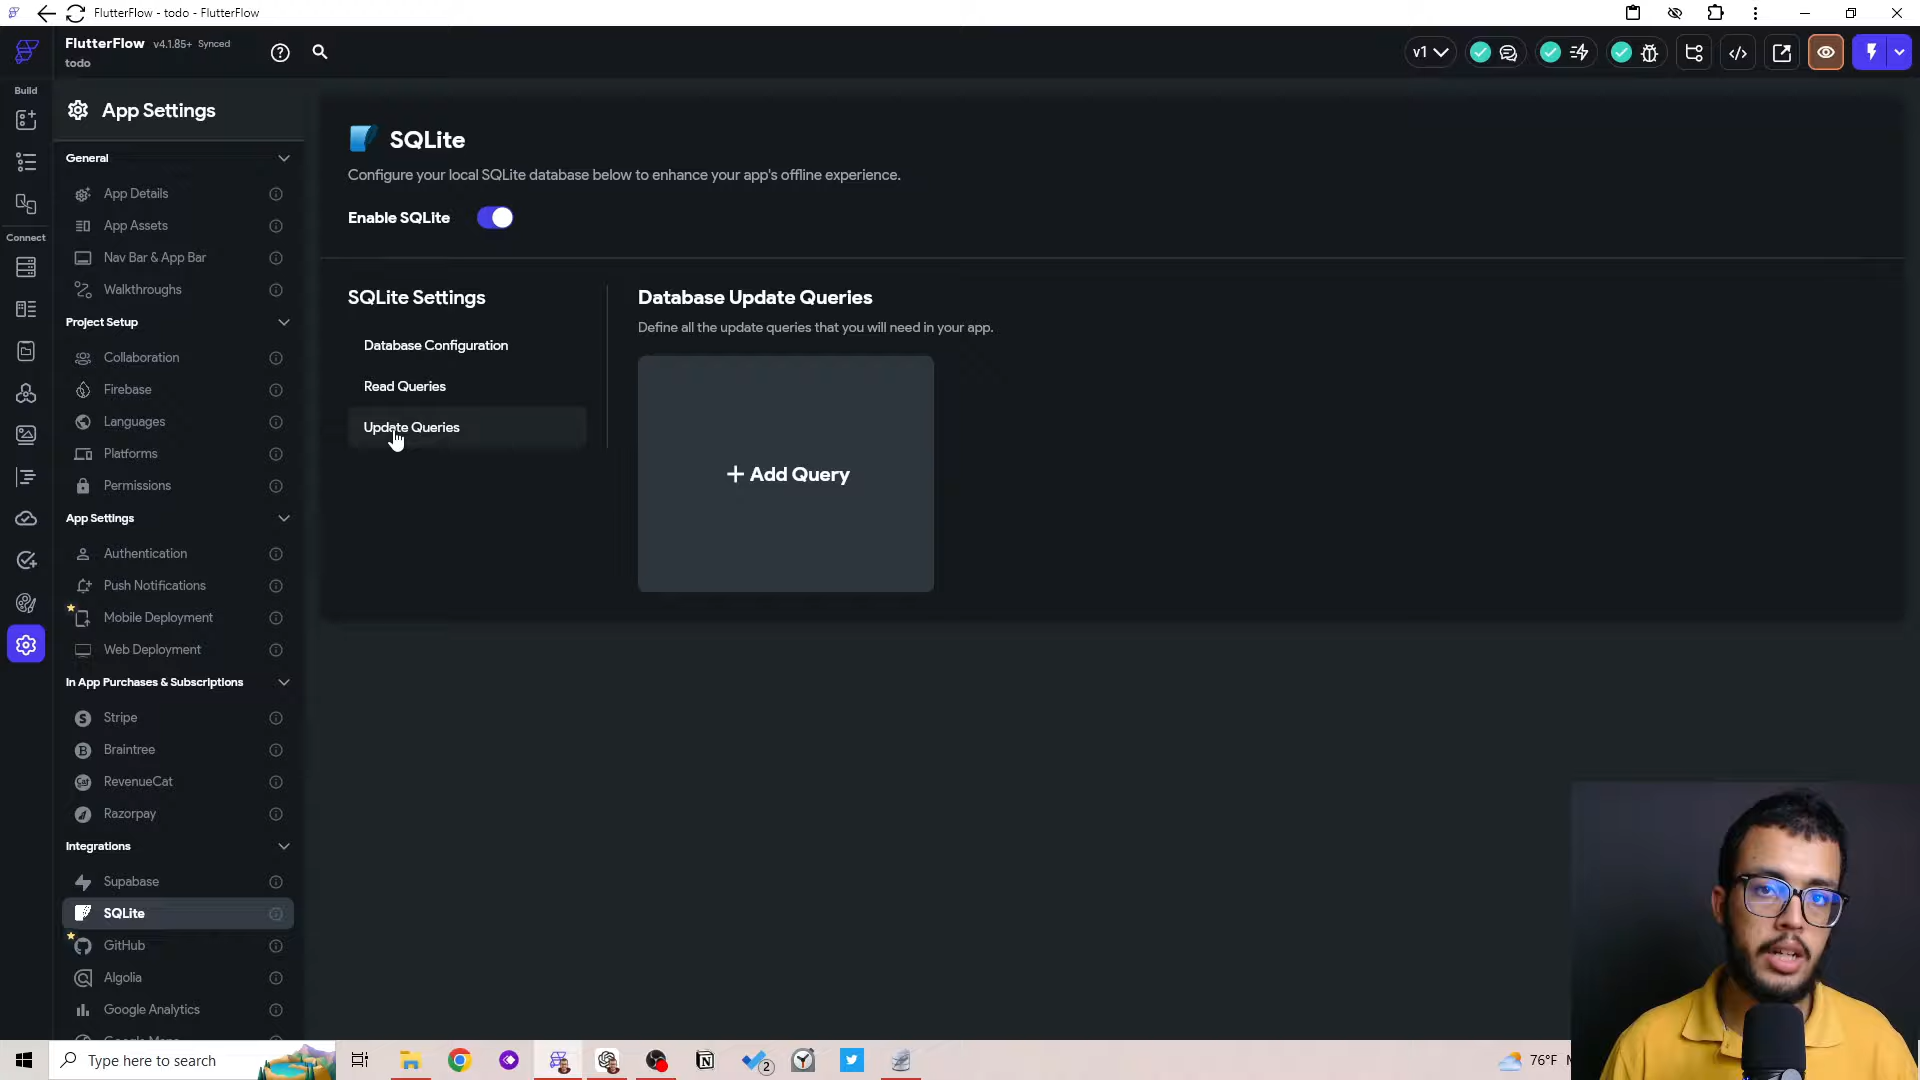 FlutterFlow - todo - FlutterFlow
FlutterFlow v4.1.85+ Synced
todo
v1
Build
Connect
App Settings
General
App Details
App Assets
Nav Bar & App Bar
Walkthroughs
Project Setup
Collaboration
Firebase
Languages
Platforms
Permissions
App Settings
Authentication
Push Notifications
Mobile Deployment
Web Deployment
In App Purchases & Subscriptions
Stripe
Braintree
RevenueCat
Razorpay
Integrations
Supabase
SQLite
GitHub
Algolia
Google Analytics
SQLite
Configure your local SQLite database below to enhance your app's offline experience.
Enable SQLite
SQLite Settings
Database Configuration
Read Queries
Update Queries
Database Update Queries
Define all the update queries that you will need in your app.
+ Add Query
Type here to search
2
76°F